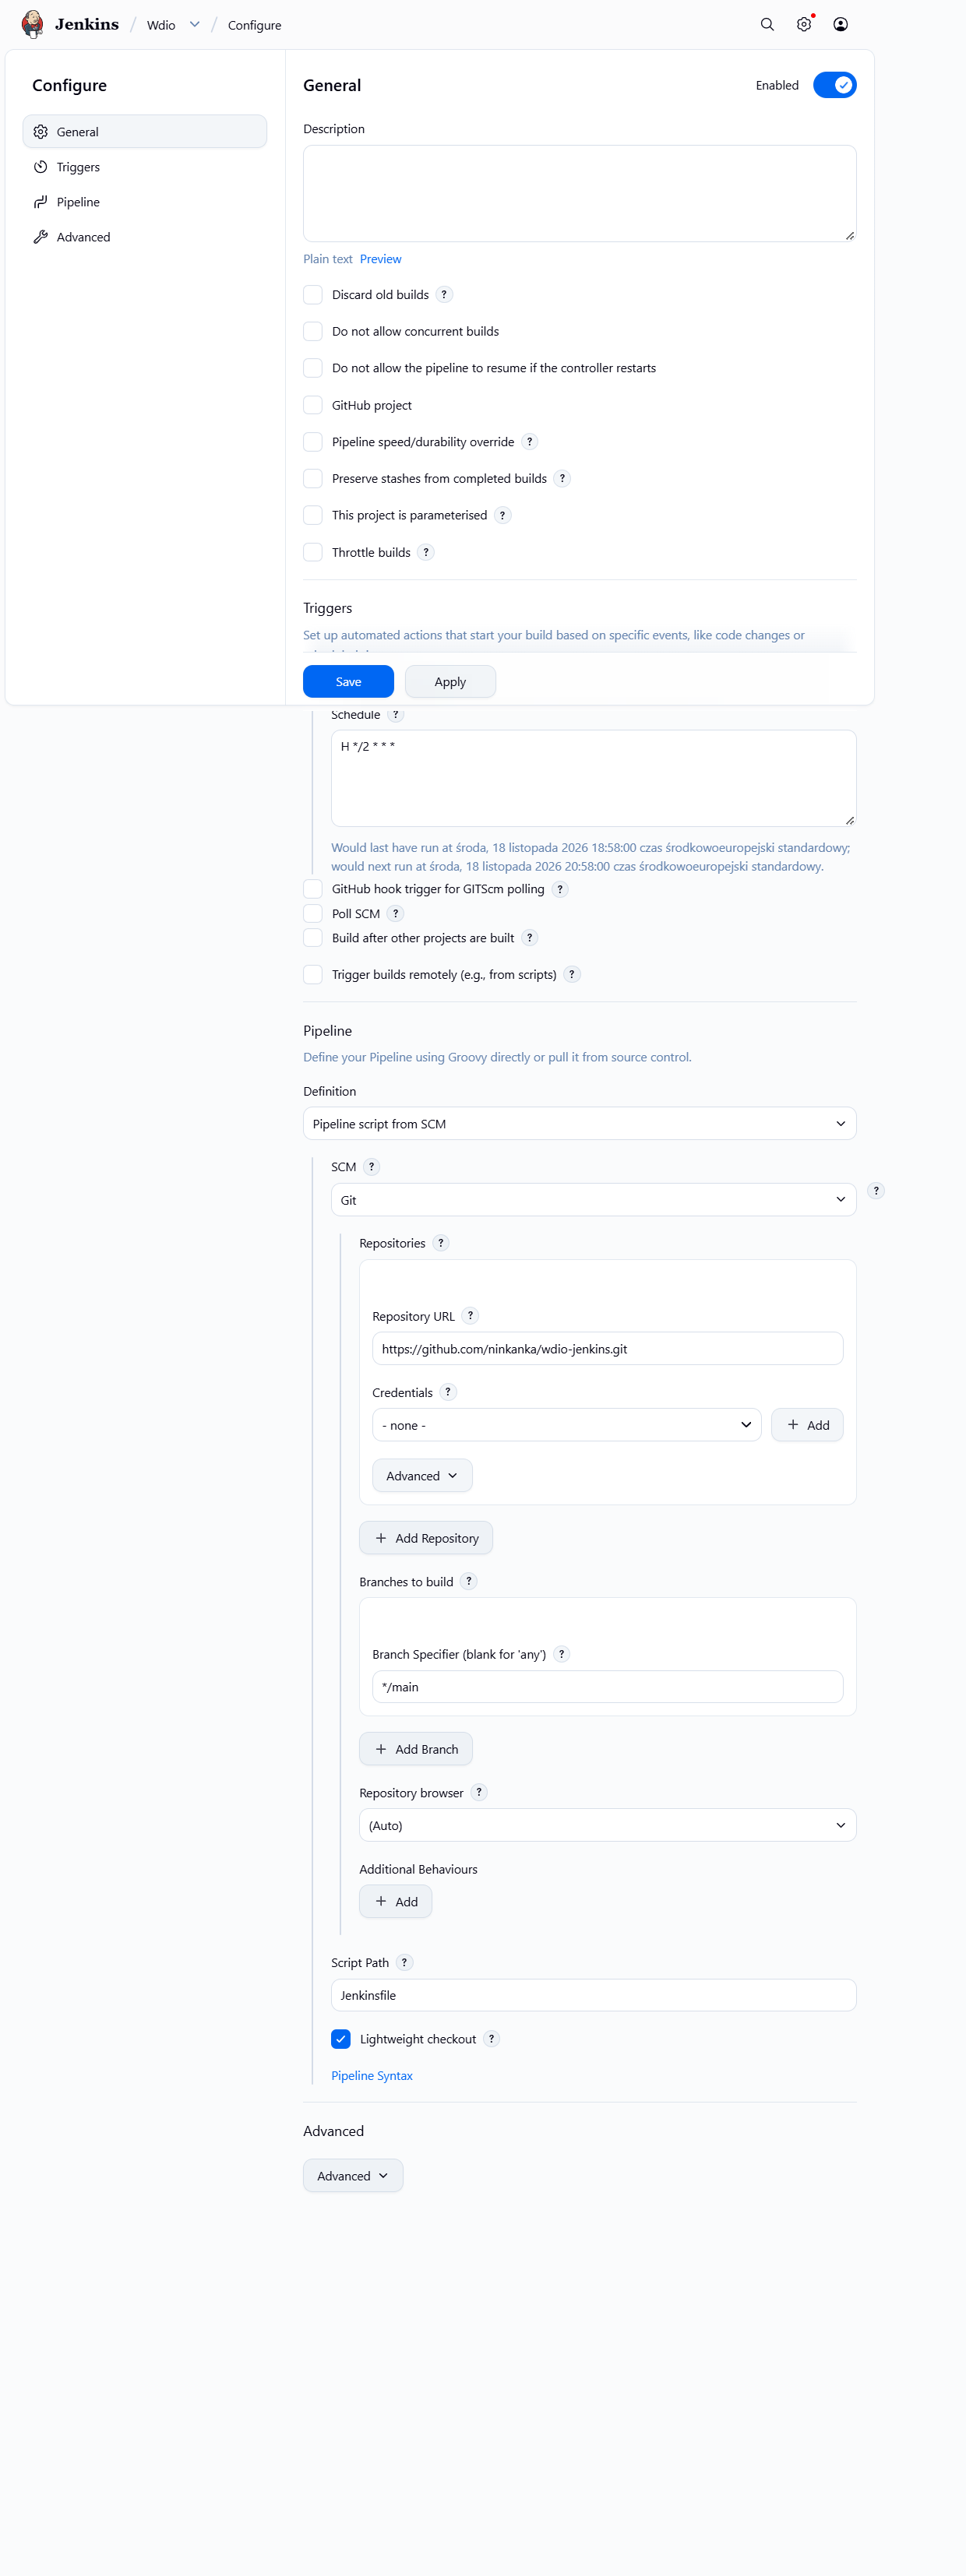 Jenkins / Wdio / Configure
Configure
General
Triggers
Pipeline
Advanced
General
Enabled
Description
Plain text Preview
Discard old builds ?
Do not allow concurrent builds
Do not allow the pipeline to resume if the controller restarts
GitHub project
Pipeline speed/durability override ?
Preserve stashes from completed builds ?
This project is parameterised ?
Throttle builds ?
Triggers
Set up automated actions that start your build based on specific events, like code changes or
Save
Apply
Schedule ?
H */2 * * *
Would last have run at środa, 18 listopada 2026 18:58:00 czas środkowoeuropejski standardowy;
would next run at środa, 18 listopada 2026 20:58:00 czas środkowoeuropejski standardowy.
GitHub hook trigger for GITScm polling ?
Poll SCM ?
Build after other projects are built ?
Trigger builds remotely (e.g., from scripts) ?
Pipeline
Define your Pipeline using Groovy directly or pull it from source control.
Definition
Pipeline script from SCM
SCM ?
Git
?
Repositories ?
Repository URL ?
https://github.com/ninkanka/wdio-jenkins.git
Credentials ?
- none -
+ Add
Advanced
+ Add Repository
Branches to build ?
Branch Specifier (blank for 'any') ?
*/main
+ Add Branch
Repository browser ?
(Auto)
Additional Behaviours
+ Add
Script Path ?
Jenkinsfile
Lightweight checkout ?
Pipeline Syntax
Advanced
Advanced